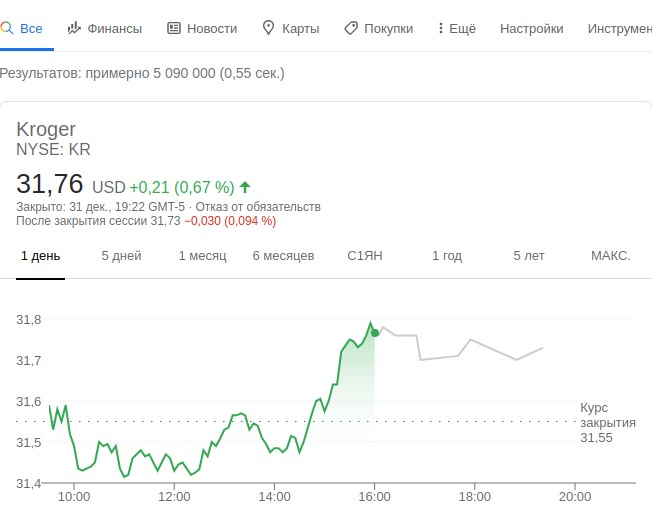 Все Финансы Новости Карты Покупки Ещё Настройки Инструмен
Результатов: примерно 5 090 000 (0,55 сек.)
Kroger
NYSE: KR
31,76 USD +0,21 (0,67 %)
Закрыто: 31 дек., 19:22 GMT-5 · Отказ от обязательств
После закрытия сессии 31,73 −0,030 (0,094 %)
1 день 5 дней 1 месяц 6 месяцев С1ЯН 1 год 5 лет МАКС.
31,8
31,7
31,6
Курс
закрытия
31,55
31,5
31,4
10:00 12:00 14:00 16:00 18:00 20:00